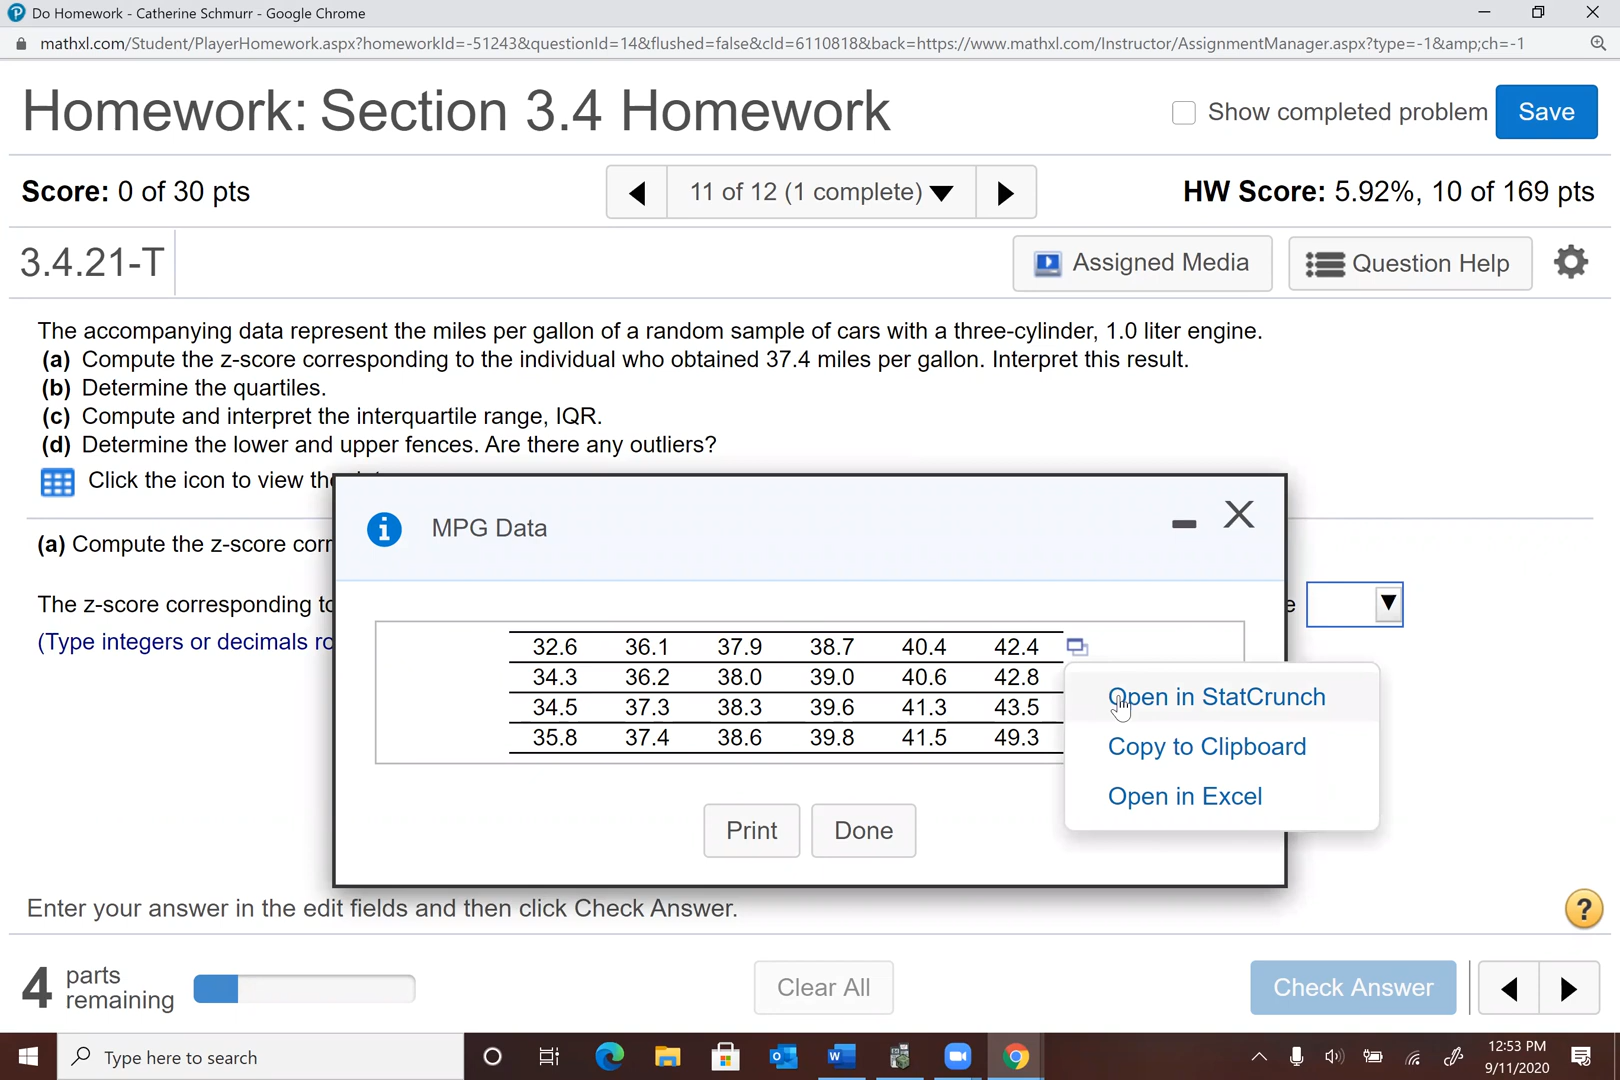 Do Homework - Catherine Schmurr - Google Chrome
mathxl.com/Student/PlayerHomework.aspx?homeworkId=-51243&questionId=14&flushed=false&cId=6110818&back=https://www.mathxl.com/Instructor/AssignmentManager.aspx?type=-1&amp;ch=-1
Homework: Section 3.4 Homework
Show completed problem
Save
Score: 0 of 30 pts
11 of 12 (1 complete)
HW Score: 5.92%, 10 of 169 pts
3.4.21-T
Assigned Media
Question Help
The accompanying data represent the miles per gallon of a random sample of cars with a three-cylinder, 1.0 liter engine.
(a) Compute the z-score corresponding to the individual who obtained 37.4 miles per gallon. Interpret this result.
(b) Determine the quartiles.
(c) Compute and interpret the interquartile range, IQR.
(d) Determine the lower and upper fences. Are there any outliers?
Click the icon to view the
MPG Data
(a) Compute the z-score corr
The z-score corresponding to
(Type integers or decimals ro
32.6 36.1 37.9 38.7 40.4 42.4
34.3 36.2 38.0 39.0 40.6 42.8
34.5 37.3 38.3 39.6 41.3 43.5
35.8 37.4 38.6 39.8 41.5 49.3
Open in StatCrunch
Copy to Clipboard
Open in Excel
Print
Done
Enter your answer in the edit fields and then click Check Answer.
?
4 parts remaining
Clear All
Check Answer
Type here to search
12:53 PM
9/11/2020